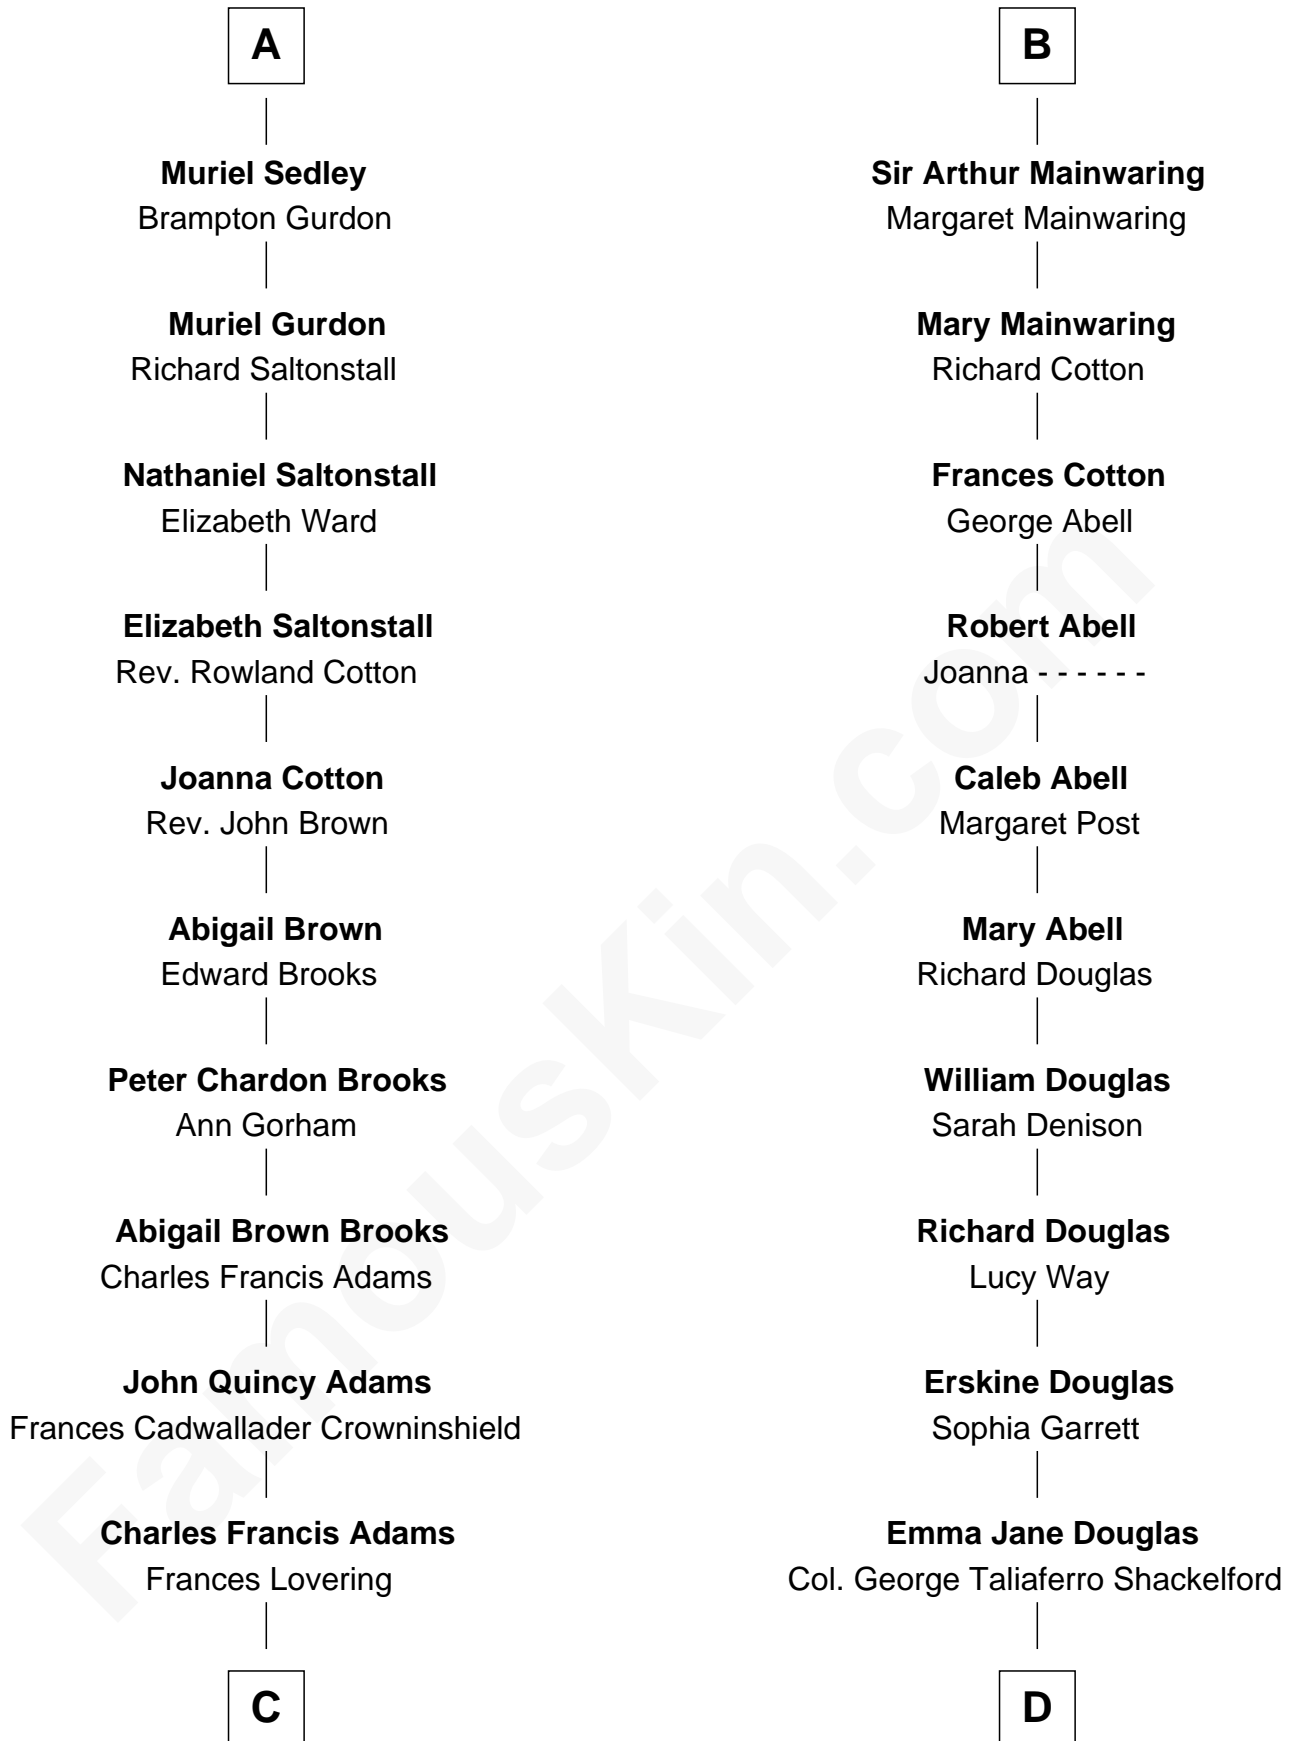 A
Muriel Sedley
Brampton Gurdon
Muriel Gurdon
Richard Saltonstall
Nathaniel Saltonstall
Elizabeth Ward
Elizabeth Saltonstall
Rev. Rowland Cotton
Joanna Cotton
Rev. John Brown
Abigail Brown
Edward Brooks
Peter Chardon Brooks
Ann Gorham
Abigail Brown Brooks
Charles Francis Adams
John Quincy Adams
Frances Cadwallader Crowninshield
Charles Francis Adams
Frances Lovering
C
B
Sir Arthur Mainwaring
Margaret Mainwaring
Mary Mainwaring
Richard Cotton
Frances Cotton
George Abell
Robert Abell
Joanna - - - - - -
Caleb Abell
Margaret Post
Mary Abell
Richard Douglas
William Douglas
Sarah Denison
Richard Douglas
Lucy Way
Erskine Douglas
Sophia Garrett
Emma Jane Douglas
Col. George Taliaferro Shackelford
D
FamousKin.com